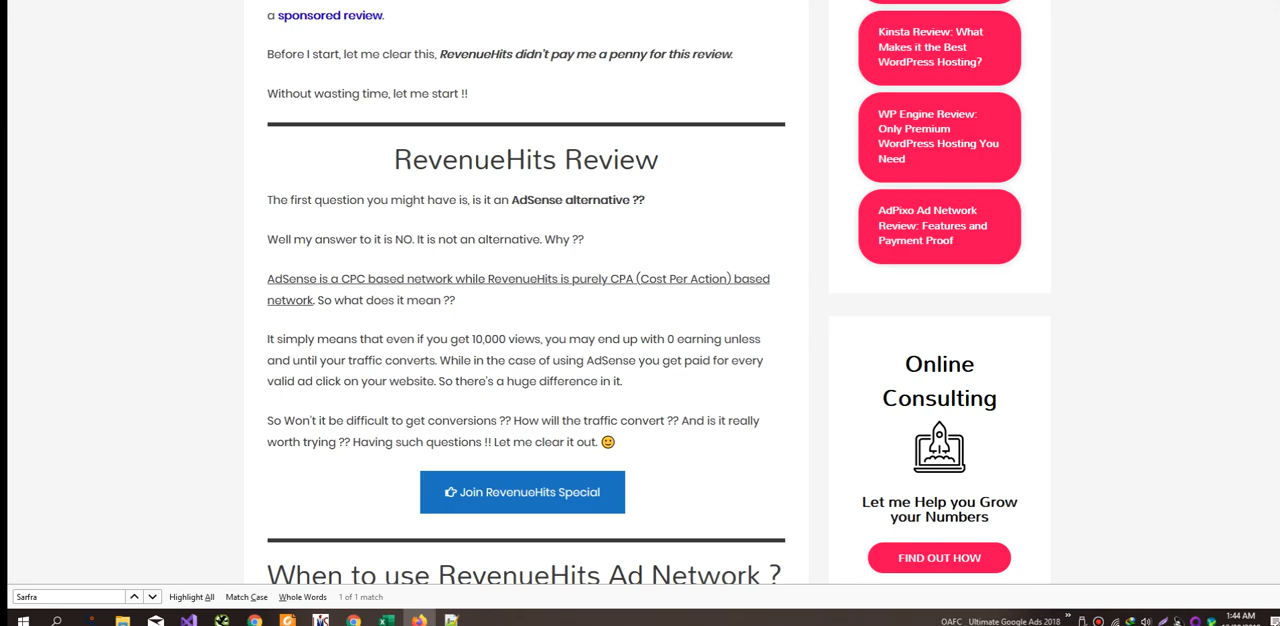 a sponsored review.
Before I start, let me clear this, RevenueHits didn't pay me a penny for this review.
Without wasting time, let me start !!
RevenueHits Review
The first question you might have is, is it an AdSense alternative ??
Well my answer to it is NO. It is not an alternative. Why ??
AdSense is a CPC based network while RevenueHits is purely CPA (Cost Per Action) based
network. So what does it mean ??
It simply means that even if you get 10,000 views, you may end up with 0 earning unless
and until your traffic converts. While in the case of using AdSense you get paid for every
valid ad click on your website. So there's a huge difference in it.
So Won't it be difficult to get conversions ?? How will the traffic convert ?? And is it really
worth trying ?? Having such questions !! Let me clear it out.
Join RevenueHits Special
When to use RevenueHits Ad Network ?
Kinsta Review: What
Makes it the Best
WordPress Hosting?
WP Engine Review:
Only Premium
WordPress Hosting You
Need
AdPixo Ad Network
Review: Features and
Payment Proof
Online
Consulting
Let me Help you Grow
your Numbers
FIND OUT HOW
Sarfra
Highlight All
Match Case
Whole Words
1 of 1 match
OAFC
Ultimate Google Ads 2018
1:44 AM